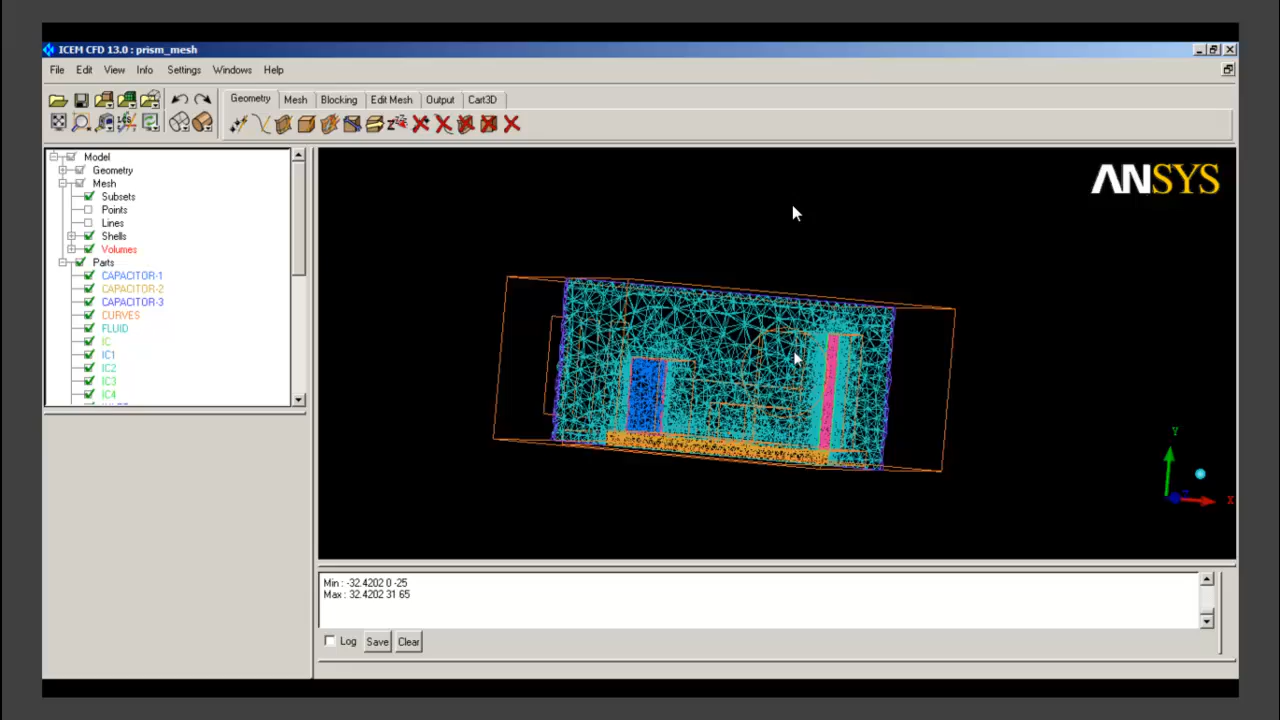 ICEM CFD 13.0 : prism_mesh
File Edit View Info Settings Windows Help
Geometry Mesh Blocking Edit Mesh Output Cart3D
Model
Geometry
Mesh
Subsets
Points
Lines
Shells
Volumes
Parts
CAPACITOR-1
CAPACITOR-2
CAPACITOR-3
CURVES
FLUID
IC
IC1
IC2
IC3
IC4
ANSYS
Y
X
Min : -32.4202 0 -25
Max : 32.4202 31 65
Log Save Clear